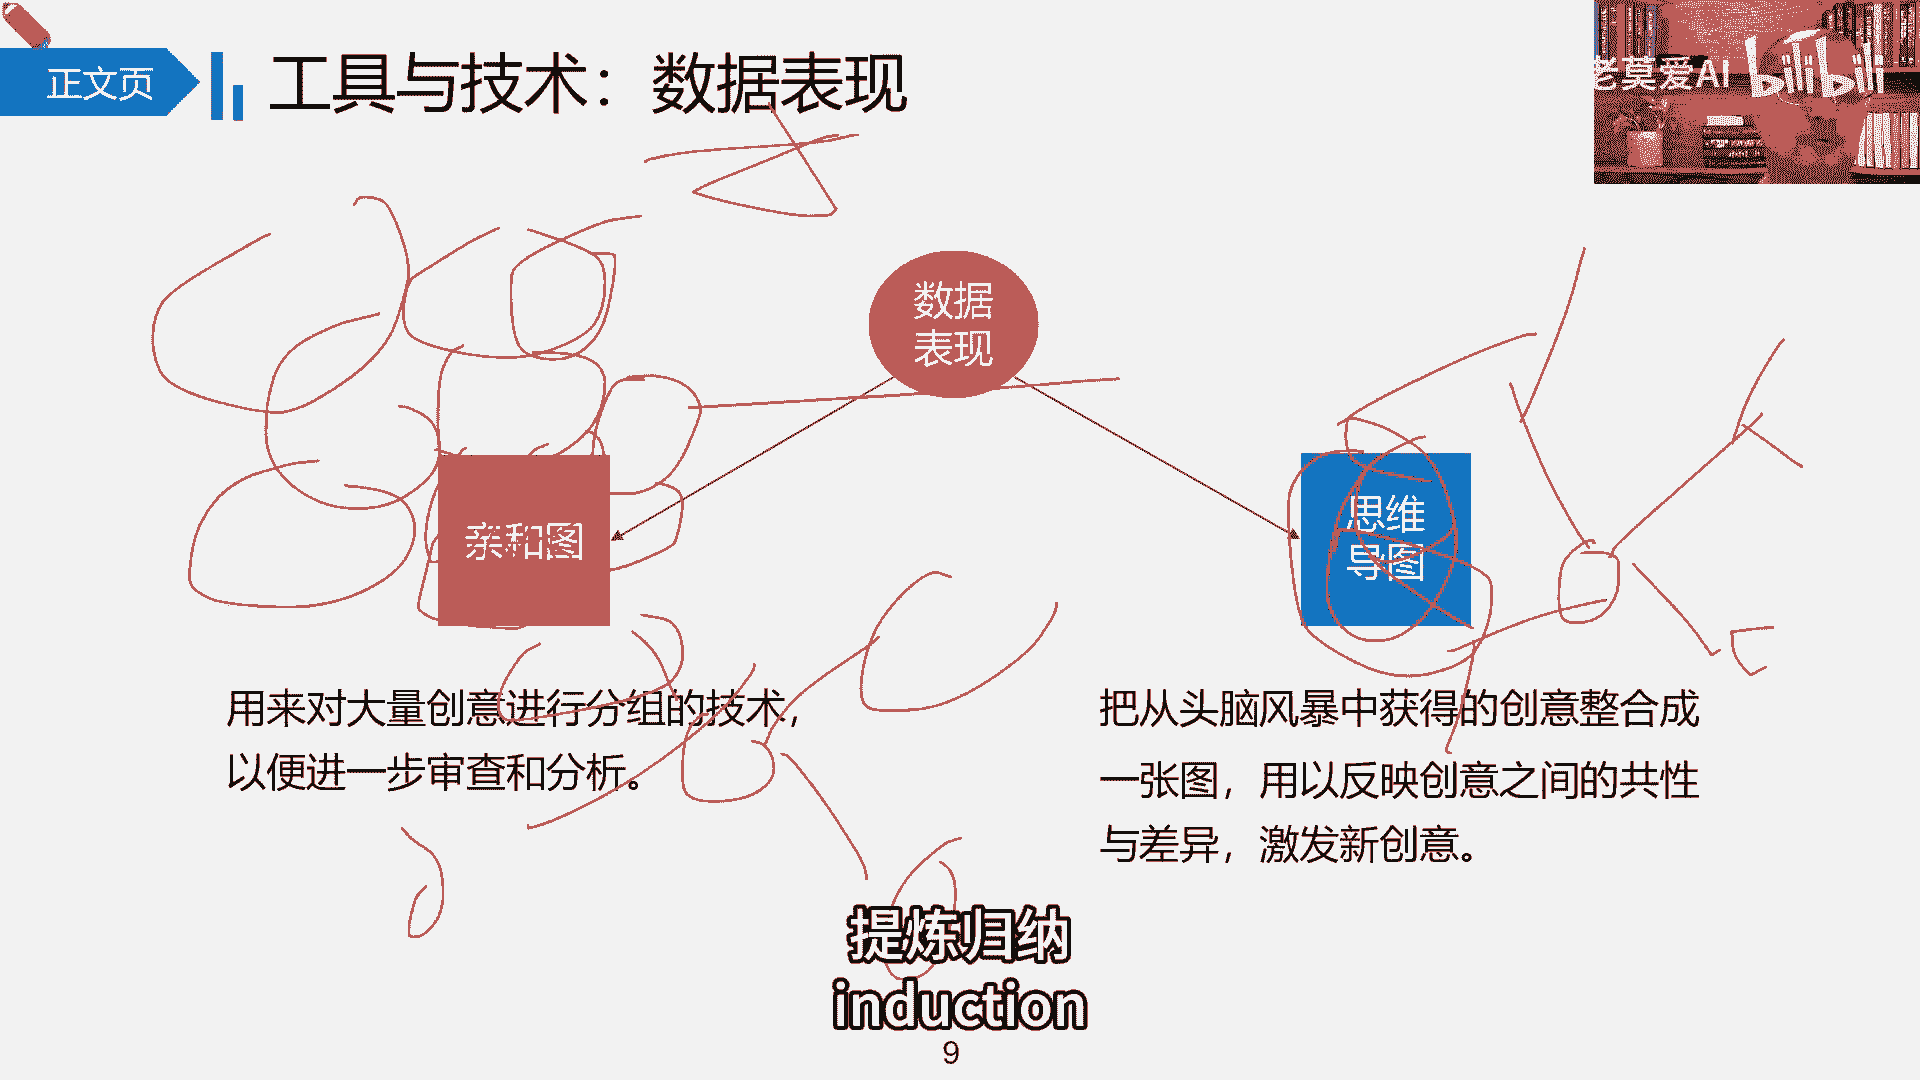 正文页
工具与技术：数据表现
老莫爱AI
bilibili
数据
表现
亲和图
思维
导图
用来对大量创意进行分组的技术，
以便进一步审查和分析。
把从头脑风暴中获得的创意整合成
一张图，用以反映创意之间的共性
与差异，激发新创意。
提炼归纳
induction
9